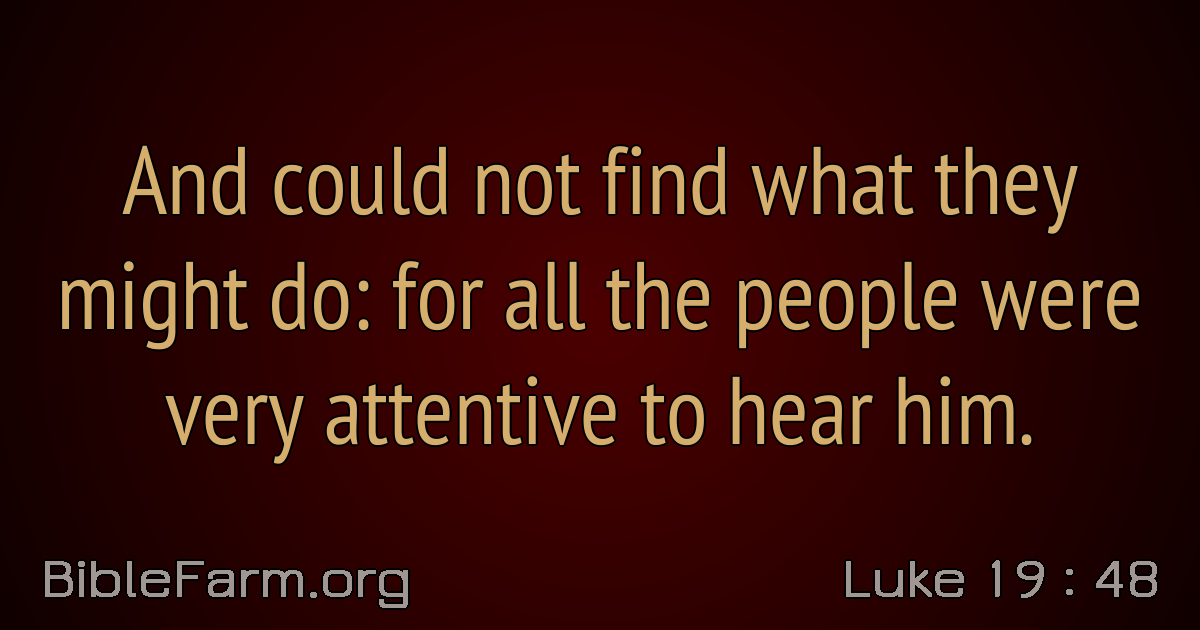 And could not find what they
might do: for all the people were
very attentive to hear him.
BibleFarm.org
Luke 19 : 48